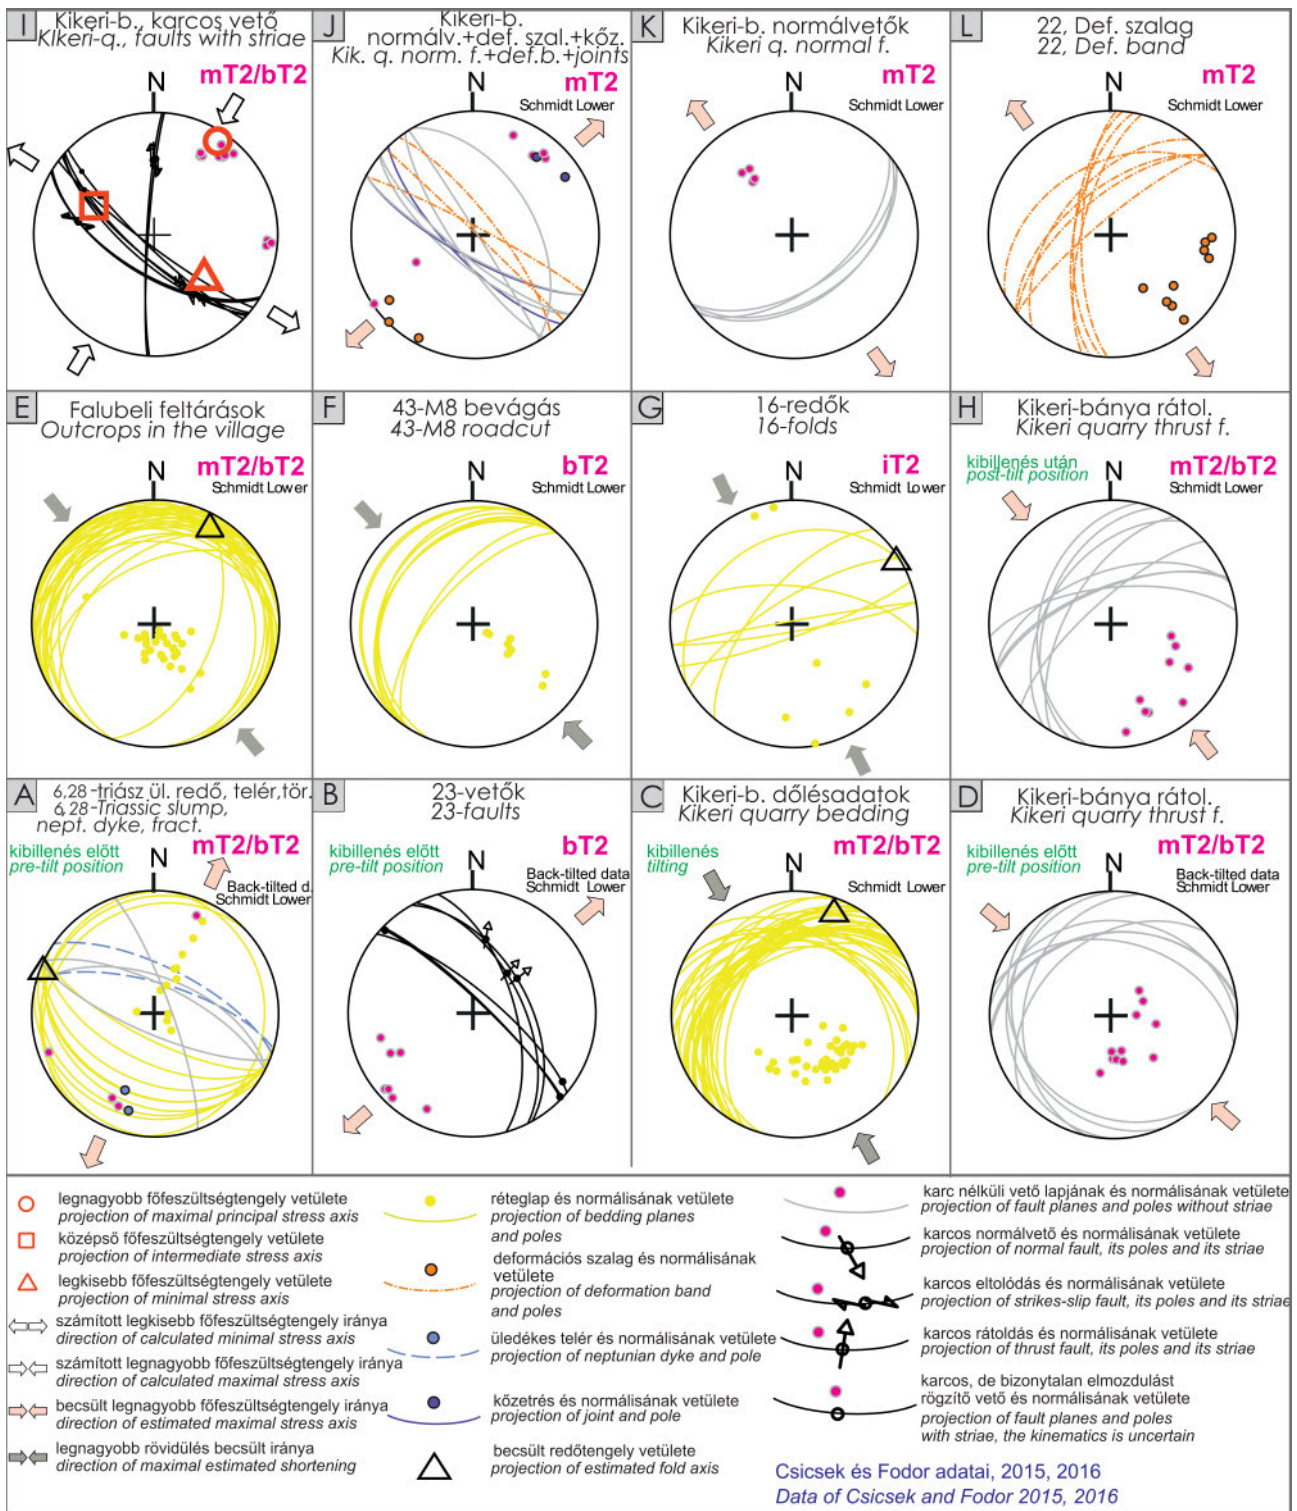 I
Kikeri-b., karcos vető
Kikeri-q., faults with striae
mT2/bT2
N
J
Kikeri-b.
normálv.+def. szal.+kőz.
Kik. q. norm. f.+def.b.+joints
mT2
N
Schmidt Lower
K
Kikeri-b. normálvetők
Kikeri q. normal f.
mT2
N
Schmidt Lower
L
22, Def. szalag
22, Def. band
mT2
N
Schmidt Lower
E
Falubeli feltárások
Outcrops in the village
mT2/bT2
N
Schmidt Lower
F
43-M8 bevágás
43-M8 roadcut
bT2
N
Schmidt Lower
G
16-redők
16-folds
iT2
N
Schmidt Lower
H
Kikeri-bánya rátol.
Kikeri quarry thrust f.
kibillenés után
post-tilt position
mT2/bT2
N
Schmidt Lower
A
6,28-triász ül. redő, telér,tör.
6,28-Triassic slump,
nept. dyke, fract.
kibillenés előtt
pre-tilt position
mT2/bT2
N
Back-tilted d.
Schmidt Lower
B
23-vetők
23-faults
kibillenés előtt
pre-tilt position
bT2
N
Back-tilted data
Schmidt Lower
C
Kikeri-b. dőlésadatok
Kikeri quarry bedding
kibillenés
tilting
mT2/bT2
N
Schmidt Lower
D
Kikeri-bánya rátol.
Kikeri quarry thrust f.
kibillenés előtt
pre-tilt position
mT2/bT2
N
Back-tilted data
Schmidt Lower
legnagyobb főfeszültségtengely vetülete
projection of maximal principal stress axis
középső főfeszültségtengely vetülete
projection of intermediate stress axis
legkisebb főfeszültségtengely vetülete
projection of minimal stress axis
számított legkisebb főfeszültségtengely iránya
direction of calculated minimal stress axis
számított legnagyobb főfeszültségtengely iránya
direction of calculated maximal stress axis
becsült legnagyobb főfeszültségtengely iránya
direction of estimated maximal stress axis
legnagyobb rövidülés becsült iránya
direction of maximal estimated shortening
réteglap és normálisának vetülete
projection of bedding planes
and poles
deformációs szalag és normálisának
vetülete
projection of deformation band
and poles
üledékes telér és normálisának vetülete
projection of neptunian dyke and pole
kőzetrés és normálisának vetülete
projection of joint and pole
becsült redőtengely vetülete
projection of estimated fold axis
karc nélküli vető lapjának és normálisának vetülete
projection of fault planes and poles without striae
karcos normálvető és normálisának vetülete
projection of normal fault, its poles and its striae
karcos eltolódás és normálisának vetülete
projection of strikes-slip fault, its poles and its striae
karcos rátoldás és normálisának vetülete
projection of thrust fault, its poles and its striae
karcos, de bizonytalan elmozdulást
rögzítő vető és normálisának vetülete
projection of fault planes and poles
with striae, the kinematics is uncertain
Csicsek és Fodor adatai, 2015, 2016
Data of Csicsek and Fodor 2015, 2016